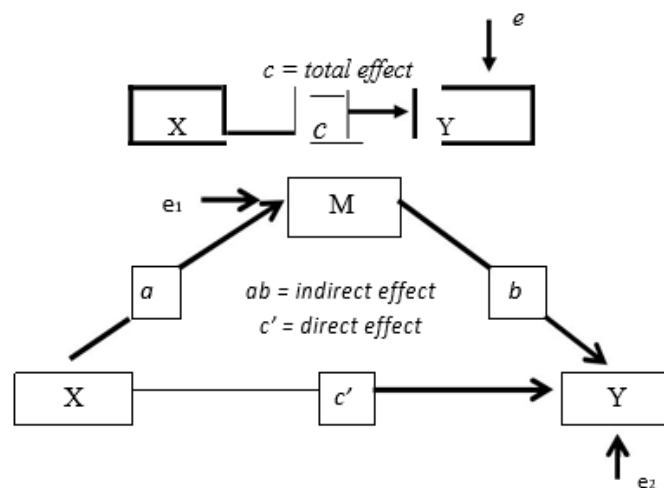 e
c = total effect
X c Y
e₁ M
a ab = indirect effect b
c' = direct effect
X c' Y
e₂